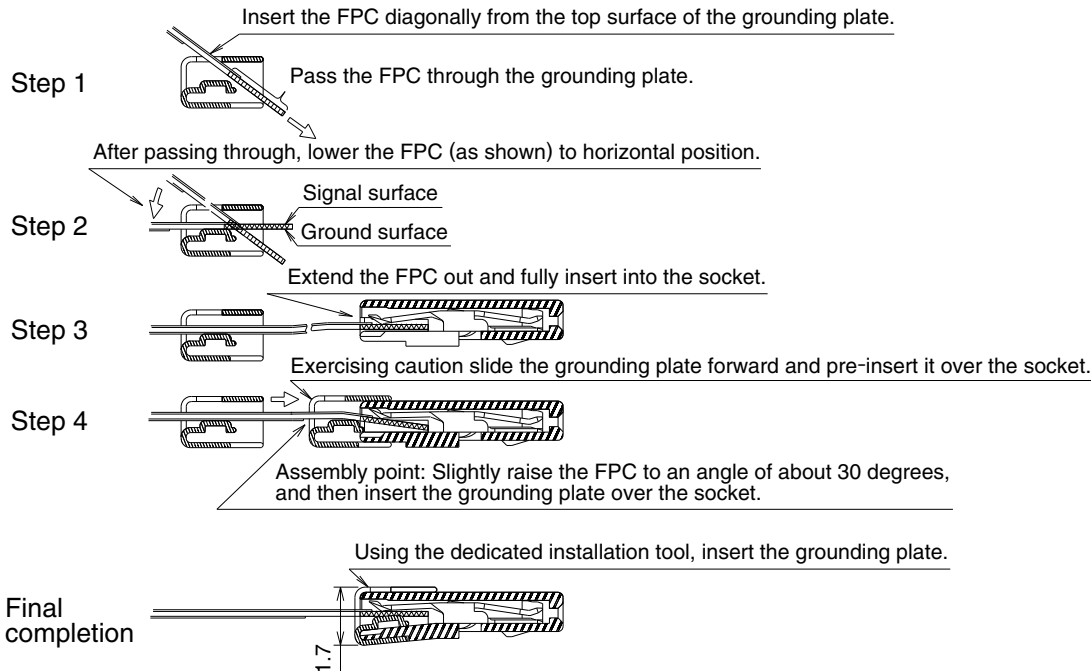 Insert the FPC diagonally from the top surface of the grounding plate.
Step 1
Pass the FPC through the grounding plate.
After passing through, lower the FPC (as shown) to horizontal position.
Step 2
Signal surface
Ground surface
Extend the FPC out and fully insert into the socket.
Step 3
Exercising caution slide the grounding plate forward and pre-insert it over the socket.
Step 4
Assembly point: Slightly raise the FPC to an angle of about 30 degrees,
and then insert the grounding plate over the socket.
Using the dedicated installation tool, insert the grounding plate.
Final
completion
1.7